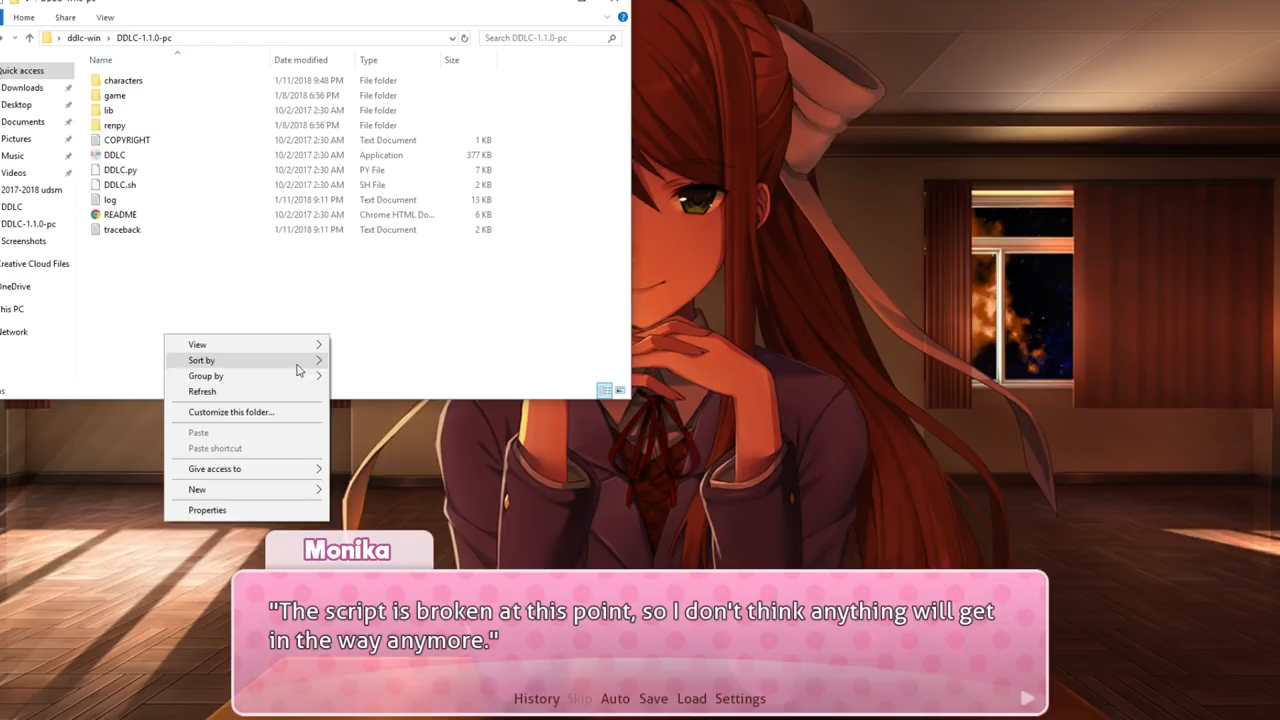 Home Share View
ddlc-win > DDLC-1.1.0-pc Search DDLC-1.1.0-pc
Name Date modified Type Size
Quick access
Downloads
Desktop
Documents
Pictures
Music
Videos
2017-2018 udsm
DDLC
DDLC-1.1.0-pc
Screenshots
Creative Cloud Files
OneDrive
This PC
Network
characters 1/11/2018 9:48 PM File folder
game 1/8/2018 6:56 PM File folder
lib 10/2/2017 2:30 AM File folder
renpy 1/8/2018 6:56 PM File folder
COPYRIGHT 10/2/2017 2:30 AM Text Document 1 KB
DDLC 10/2/2017 2:30 AM Application 377 KB
DDLC.py 10/2/2017 2:30 AM PY File 7 KB
DDLC.sh 10/2/2017 2:30 AM SH File 2 KB
log 1/11/2018 9:11 PM Text Document 13 KB
README 10/2/2017 2:30 AM Chrome HTML Do... 6 KB
traceback 1/11/2018 9:11 PM Text Document 2 KB
View
Sort by
Group by
Refresh
Customize this folder...
Paste
Paste shortcut
Give access to
New
Properties
Monika
"The script is broken at this point, so I don't think anything will get
in the way anymore."
History Skip Auto Save Load Settings